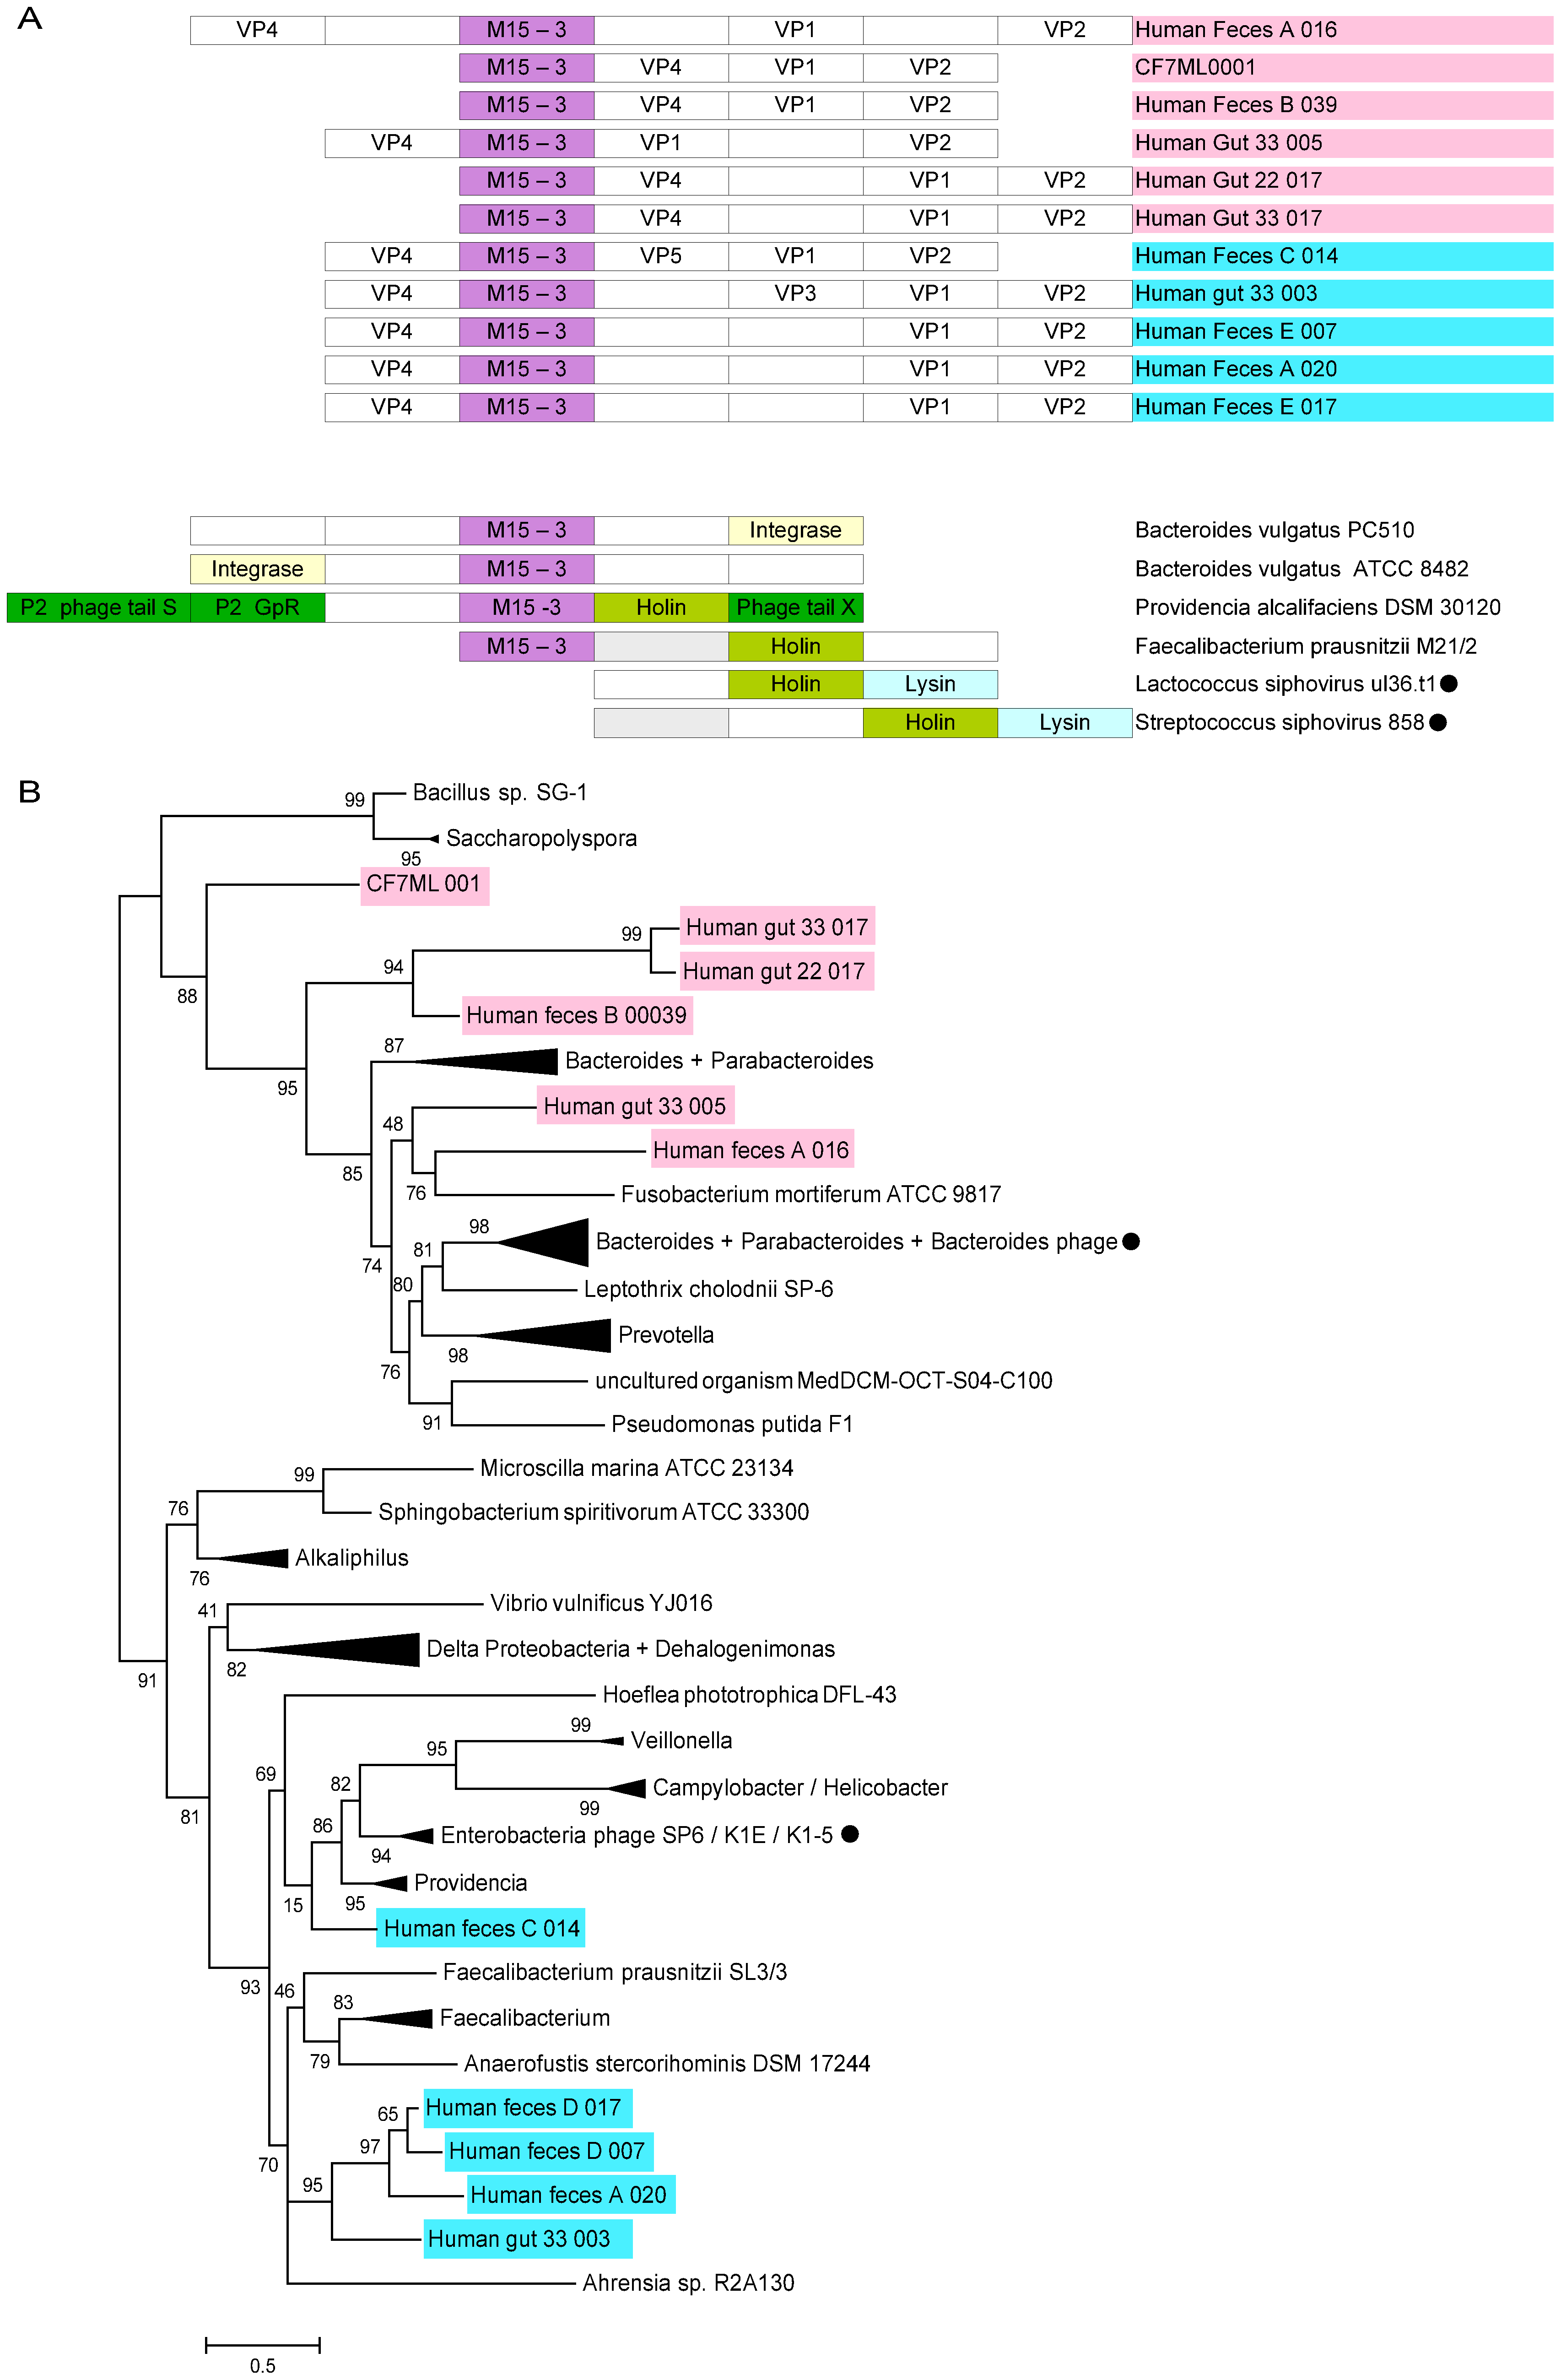 A
VP4 M15 – 3 VP1 VP2 Human Feces A 016
M15 – 3 VP4 VP1 VP2 CF7ML0001
M15 – 3 VP4 VP1 VP2 Human Feces B 039
VP4 M15 – 3 VP1 VP2 Human Gut 33 005
M15 – 3 VP4 VP1 VP2 Human Gut 22 017
M15 – 3 VP4 VP1 VP2 Human Gut 33 017
VP4 M15 – 3 VP5 VP1 VP2 Human Feces C 014
VP4 M15 – 3 VP3 VP1 VP2 Human gut 33 003
VP4 M15 – 3 VP1 VP2 Human Feces E 007
VP4 M15 – 3 VP1 VP2 Human Feces A 020
VP4 M15 – 3 VP1 VP2 Human Feces E 017
M15 – 3 Integrase Bacteroides vulgatus PC510
Integrase M15 – 3 Bacteroides vulgatus ATCC 8482
P2 phage tail S P2 GpR M15 -3 Holin Phage tail X Providencia alcalifaciens DSM 30120
M15 – 3 Holin Faecalibacterium prausnitzii M21/2
Holin Lysin Lactococcus siphovirus ul36.t1
Holin Lysin Streptococcus siphovirus 858
B
99 Bacillus sp. SG-1
Saccharopolyspora
95
CF7ML 001
99 Human gut 33 017
94 Human gut 22 017
88
Human feces B 00039
87
Bacteroides + Parabacteroides
95
Human gut 33 005
48
Human feces A 016
85
76 Fusobacterium mortiferum ATCC 9817
98
Bacteroides + Parabacteroides + Bacteroides phage
81
74
80 Leptothrix cholodnii SP-6
Prevotella
98
76
uncultured organism MedDCM-OCT-S04-C100
91 Pseudomonas putida F1
99 Microscilla marina ATCC 23134
76 Sphingobacterium spiritivorum ATCC 33300
Alkaliphilus
76
41 Vibrio vulnificus YJ016
Delta Proteobacteria + Dehalogenimonas
82
91
Hoeflea phototrophica DFL-43
99
95 Veillonella
69
82 Campylobacter / Helicobacter
99
81
86
Enterobacteria phage SP6 / K1E / K1-5
94
Providencia
15 95
Human feces C 014
Faecalibacterium prausnitzii SL3/3
93 46
83
Faecalibacterium
79 Anaerofustis stercorihominis DSM 17244
65 Human feces D 017
97 Human feces D 007
70
95 Human feces A 020
Human gut 33 003
Ahrensia sp. R2A130
0.5